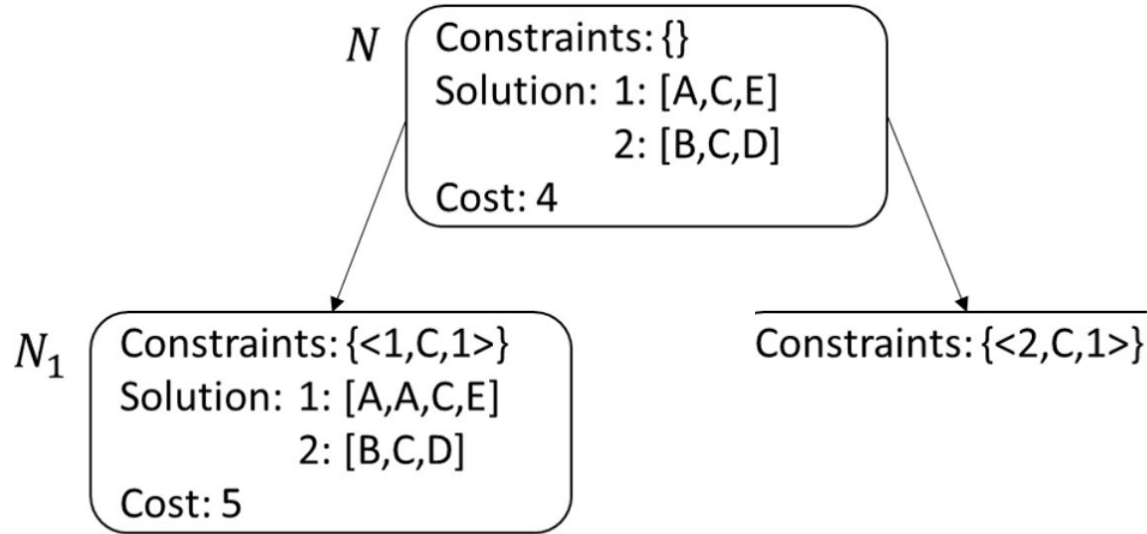 N
Constraints: {}
Solution: 1: [A,C,E]
2: [B,C,D]
Cost: 4
N₁
Constraints: {<1,C,1>}
Solution: 1: [A,A,C,E]
2: [B,C,D]
Cost: 5
Constraints: {<2,C,1>}